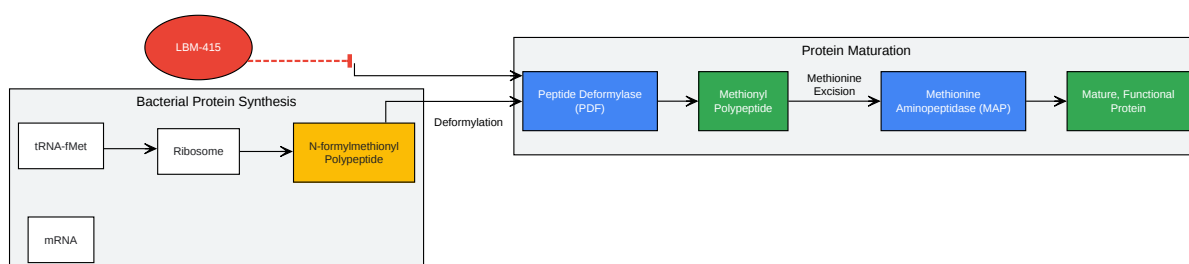 LBM-415
Protein Maturation
Bacterial Protein Synthesis
tRNA-fMet
Ribosome
N-formylmethionyl
Polypeptide
mRNA
Deformylation
Peptide Deformylase
(PDF)
Methionyl
Polypeptide
Methionine
Excision
Methionine
Aminopeptidase (MAP)
Mature, Functional
Protein